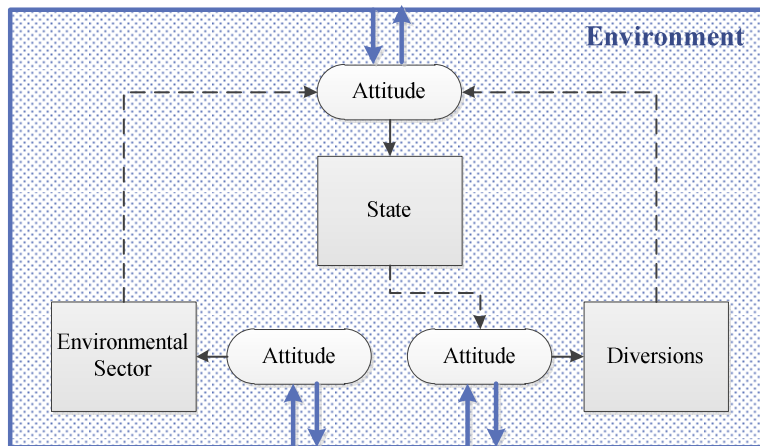 Environment
Attitude
State
Environmental
Sector
Attitude
Attitude
Diversions